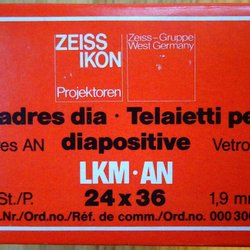 ZEISS
IKON
Projektoren
Zeiss-Gruppe
West Germany
adres dia · Telaietti pe
es AN diapositive Vetro
LKM·AN
St./P. 24 x 36 1,9 m
.Nr./Ord.no./Réf. de comm./Ord.no. 000 30